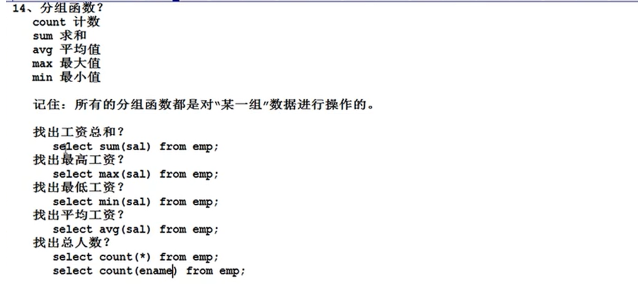 14、分组函数？
count 计数
sum 求和
avg 平均值
max 最大值
min 最小值
记住：所有的分组函数都是对“某一组”数据进行操作的。
找出工资总和？
select sum(sal) from emp;
找出最高工资？
select max(sal) from emp;
找出最低工资？
select min(sal) from emp;
找出平均工资？
select avg(sal) from emp;
找出总人数？
select count(*) from emp;
select count(ename) from emp;